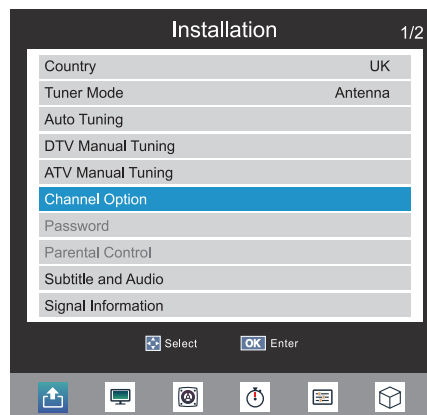 Installation 1/2
Country UK
Tuner Mode Antenna
Auto Tuning
DTV Manual Tuning
ATV Manual Tuning
Channel Option
Password
Parental Control
Subtitle and Audio
Signal Information
Select OK Enter